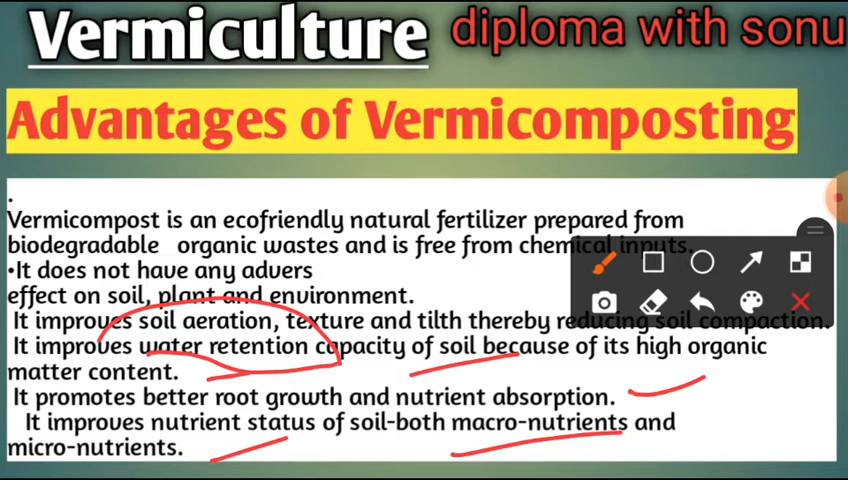 Vermiculture diploma with sonu
Advantages of Vermicomposting
.
Vermicompost is an ecofriendly natural fertilizer prepared from
biodegradable organic wastes and is free from chemical inputs.
•It does not have any advers
effect on soil, plant and environment.
It improves soil aeration, texture and tilth thereby reducing soil compaction.
It improves water retention capacity of soil because of its high organic
matter content.
It promotes better root growth and nutrient absorption.
It improves nutrient status of soil-both macro-nutrients and
micro-nutrients.